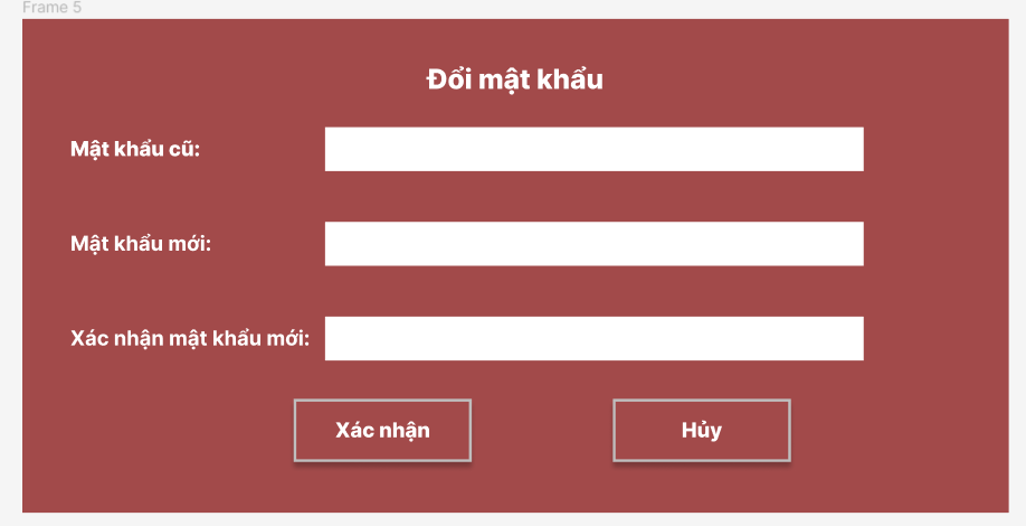 Frame 5
Đổi mật khẩu
Mật khẩu cũ:
Mật khẩu mới:
Xác nhận mật khẩu mới:
Xác nhận
Hủy